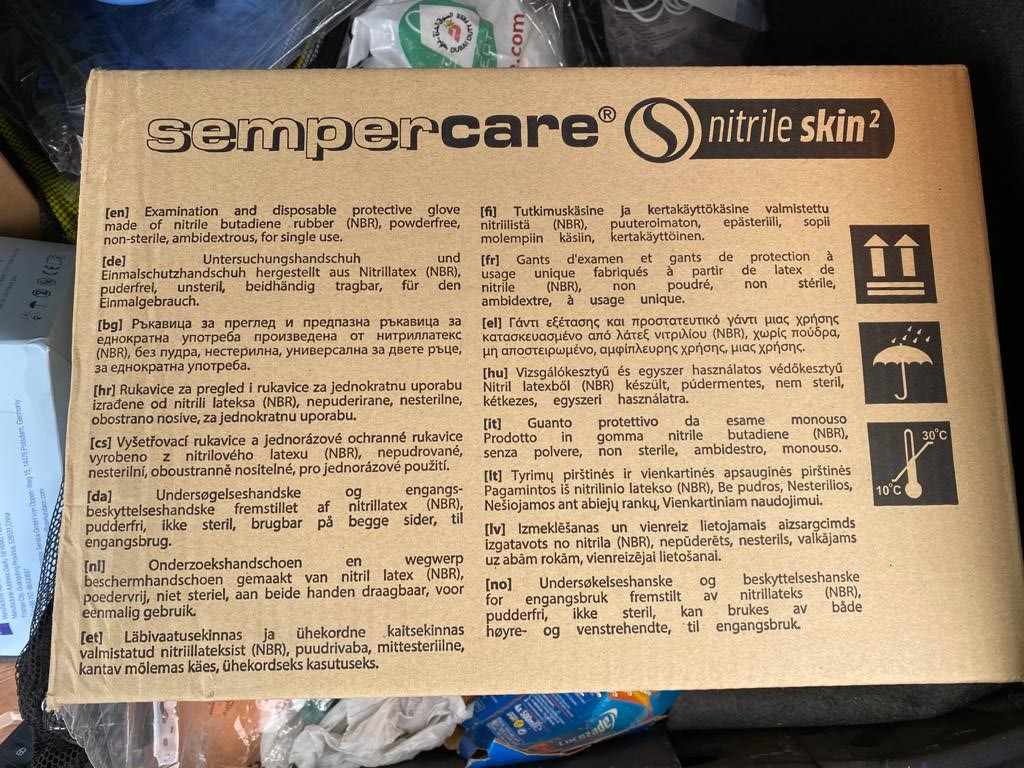 DUBAI DUTY FREE
.com
sempercare® nitrile skin²
[en] Examination and disposable protective glove
made of nitrile butadiene rubber (NBR), powderfree,
non-sterile, ambidextrous, for single use.
[de] Untersuchungshandschuh und
Einmalschutzhandschuh hergestellt aus Nitrillatex (NBR),
puderfrei, unsteril, beidhändig tragbar, für den
Einmalgebrauch.
[bg] Ръкавица за преглед и предпазна ръкавица за
еднократна употреба произведена от нитриллатекс
(NBR), без пудра, нестерилна, универсална за двете ръце,
за еднократна употреба.
[hr] Rukavice za pregled i rukavice za jednokratnu uporabu
izrađene od nitrili lateksa (NBR), nepuderirane, nesterilne,
obostrano nosive, za jednokratnu uporabu.
[cs] Vyšetřovací rukavice a jednorázové ochranné rukavice
vyrobeno z nitrilového latexu (NBR), nepudrované,
nesterilní, oboustranně nositelné, pro jednorázové použití.
[da] Undersøgelseshandske og engangs-
beskyttelseshandske fremstillet af nitrillatex (NBR),
pudderfri, ikke steril, brugbar på begge sider, til
engangsbrug.
[nl] Onderzoekshandschoen en wegwerp
beschermhandschoen gemaakt van nitril latex (NBR),
poedervrij, niet steriel, aan beide handen draagbaar, voor
eenmalig gebruik.
[et] Läbivaatusekinnas ja ühekordne kaitsekinnas
valmistatud nitriillateksist (NBR), puudrivaba, mittesteriilne,
kantav mõlemas käes, ühekordseks kasutuseks.
[fi] Tutkimuskäsine ja kertakäyttökäsine valmistettu
nitriilistä (NBR), puuteroimaton, epästeriili, sopii
molempiin käsiin, kertakäyttöinen.
[fr] Gants d'examen et gants de protection à
usage unique fabriqués à partir de latex de
nitrile (NBR), non poudré, non stérile,
ambidextre, à usage unique.
[el] Γάντι εξέτασης και προστατευτικό γάντι μιας χρήσης
κατασκευασμένο από λάτεξ νιτριλίου (NBR), χωρίς πούδρα,
μη αποστειρωμένο, αμφίπλευρης χρήσης, μιας χρήσης.
[hu] Vizsgálókesztyű és egyszer használatos védőkesztyű
Nitril latexből (NBR) készült, púdermentes, nem steril,
kétkezes, egyszeri használatra.
[it] Guanto protettivo da esame monouso
Prodotto in gomma nitrile butadiene (NBR),
senza polvere, non sterile, ambidestro, monouso.
[lt] Tyrimų pirštinės ir vienkartinės apsauginės pirštinės
Pagamintos iš nitrilinio latekso (NBR), Be pudros, Nesterilios,
Nešiojamos ant abiejų rankų, Vienkartiniam naudojimui.
[lv] Izmeklēšanas un vienreiz lietojamais aizsargcimds
izgatavots no nitrila (NBR), nepūderēts, nesterils, valkājams
uz abām rokām, vienreizējai lietošanai.
[no] Undersøkelseshanske og beskyttelseshanske
for engangsbruk fremstilt av nitrillateks (NBR),
pudderfri, ikke steril, kan brukes av både
høyre- og venstrehendte, til engangsbruk.
30°C
10°C